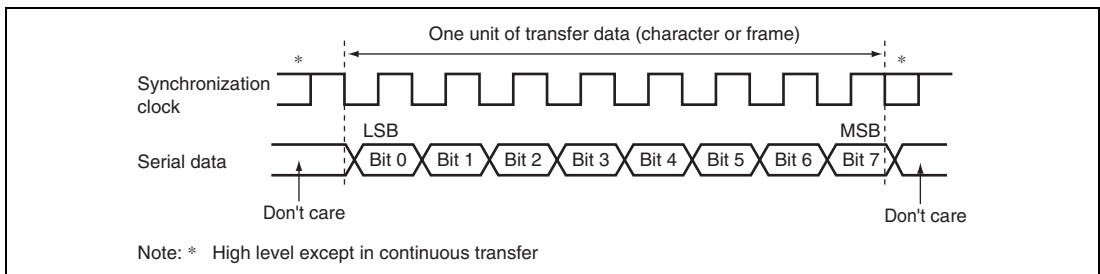 One unit of transfer data (character or frame)
* *
Synchronization
clock
LSB MSB
Serial data Bit 0 Bit 1 Bit 2 Bit 3 Bit 4 Bit 5 Bit 6 Bit 7
Don't care Don't care
Note: * High level except in continuous transfer